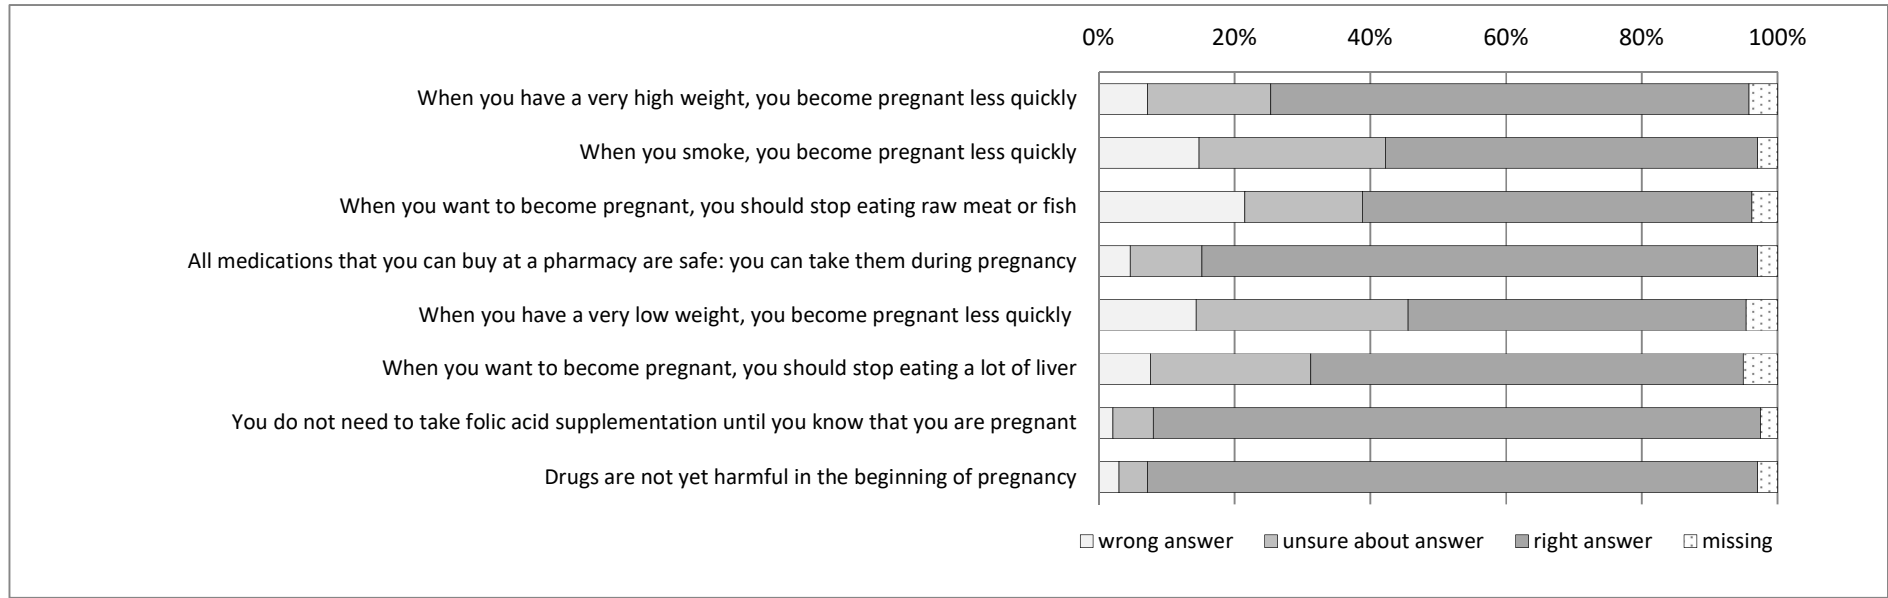 0% 20% 40% 60% 80% 100%
When you have a very high weight, you become pregnant less quickly
When you smoke, you become pregnant less quickly
When you want to become pregnant, you should stop eating raw meat or fish
All medications that you can buy at a pharmacy are safe: you can take them during pregnancy
When you have a very low weight, you become pregnant less quickly
When you want to become pregnant, you should stop eating a lot of liver
You do not need to take folic acid supplementation until you know that you are pregnant
Drugs are not yet harmful in the beginning of pregnancy
wrong answer unsure about answer right answer missing